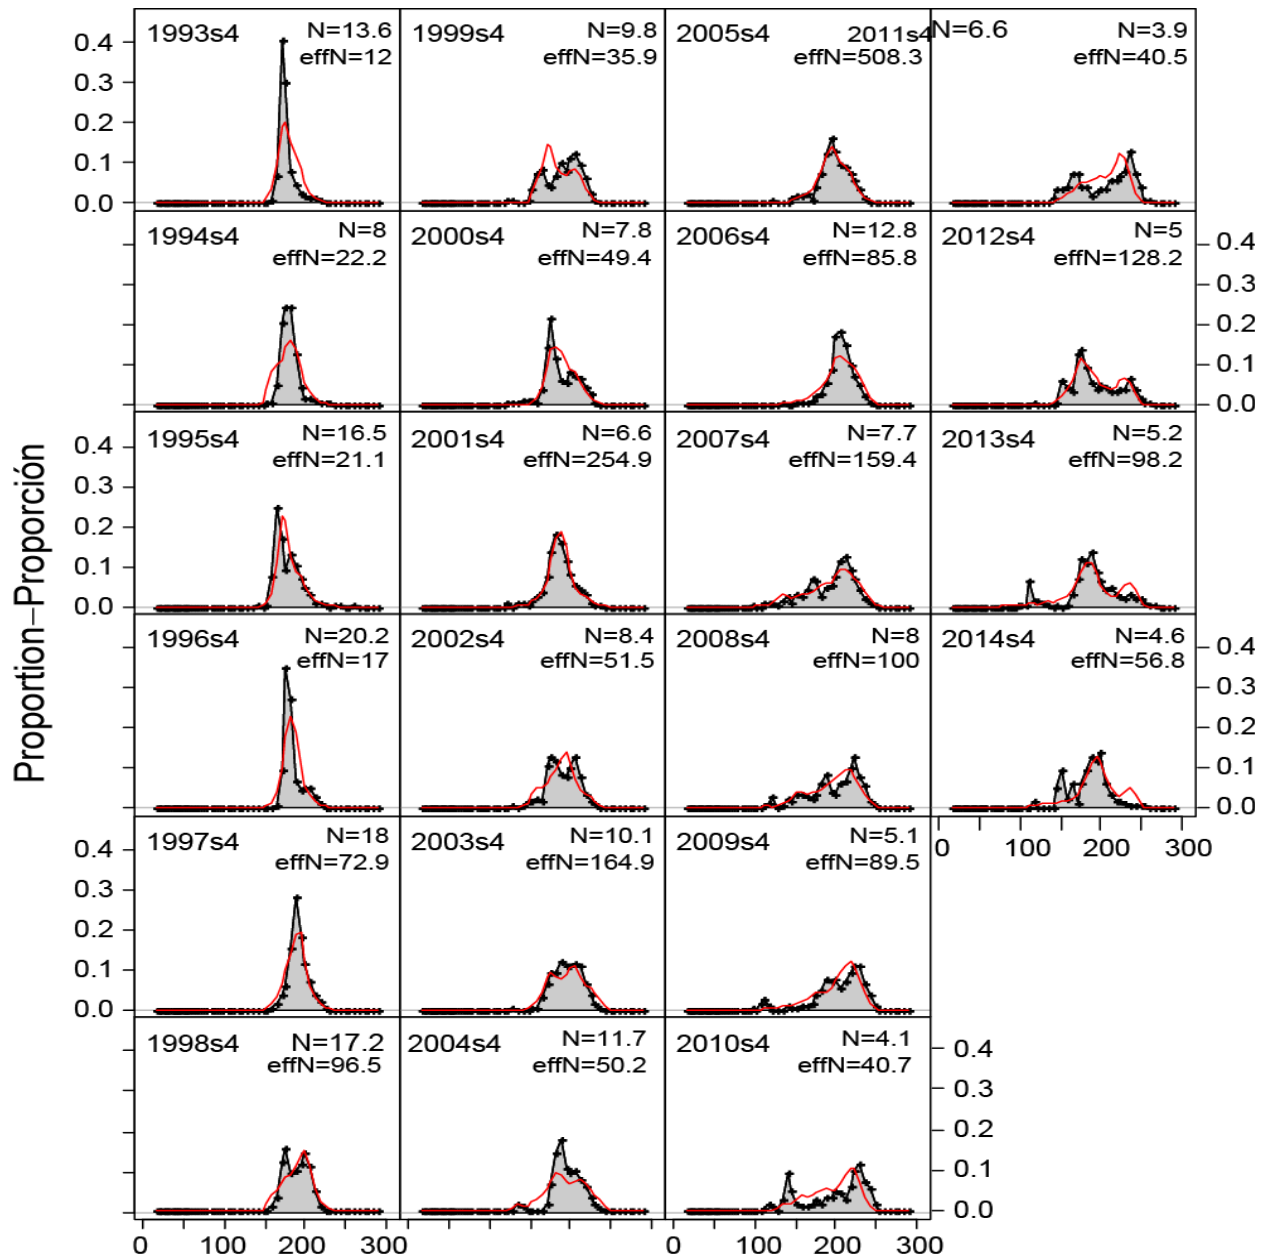 Proportion–Proporción
1993s4
N=13.6
effN=12
1999s4
N=9.8
effN=35.9
2005s4
N=6.6
effN=508.3
2011s4
N=3.9
effN=40.5
0.4
0.3
0.2
0.1
0.0
1994s4
N=8
effN=22.2
2000s4
N=7.8
effN=49.4
2006s4
N=12.8
effN=85.8
2012s4
N=5
effN=128.2
0.4
0.3
0.2
0.1
0.0
1995s4
N=16.5
effN=21.1
2001s4
N=6.6
effN=254.9
2007s4
N=7.7
effN=159.4
2013s4
N=5.2
effN=98.2
0.4
0.3
0.2
0.1
0.0
1996s4
N=20.2
effN=17
2002s4
N=8.4
effN=51.5
2008s4
N=8
effN=100
2014s4
N=4.6
effN=56.8
0.4
0.3
0.2
0.1
0.0
0 100 200 300
1997s4
N=18
effN=72.9
2003s4
N=10.1
effN=164.9
2009s4
N=5.1
effN=89.5
0.4
0.3
0.2
0.1
0.0
1998s4
N=17.2
effN=96.5
2004s4
N=11.7
effN=50.2
2010s4
N=4.1
effN=40.7
0.4
0.3
0.2
0.1
0.0
0 100 200 300
0 100 200 300